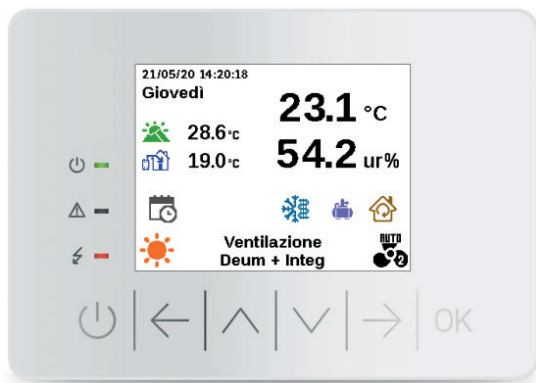 21/05/20 14:20:18
Giovedì
23.1 °C
28.6 °C
54.2 ur%
19.0 °C
AUTO
2
Ventilazione
Deum + Integ
OK